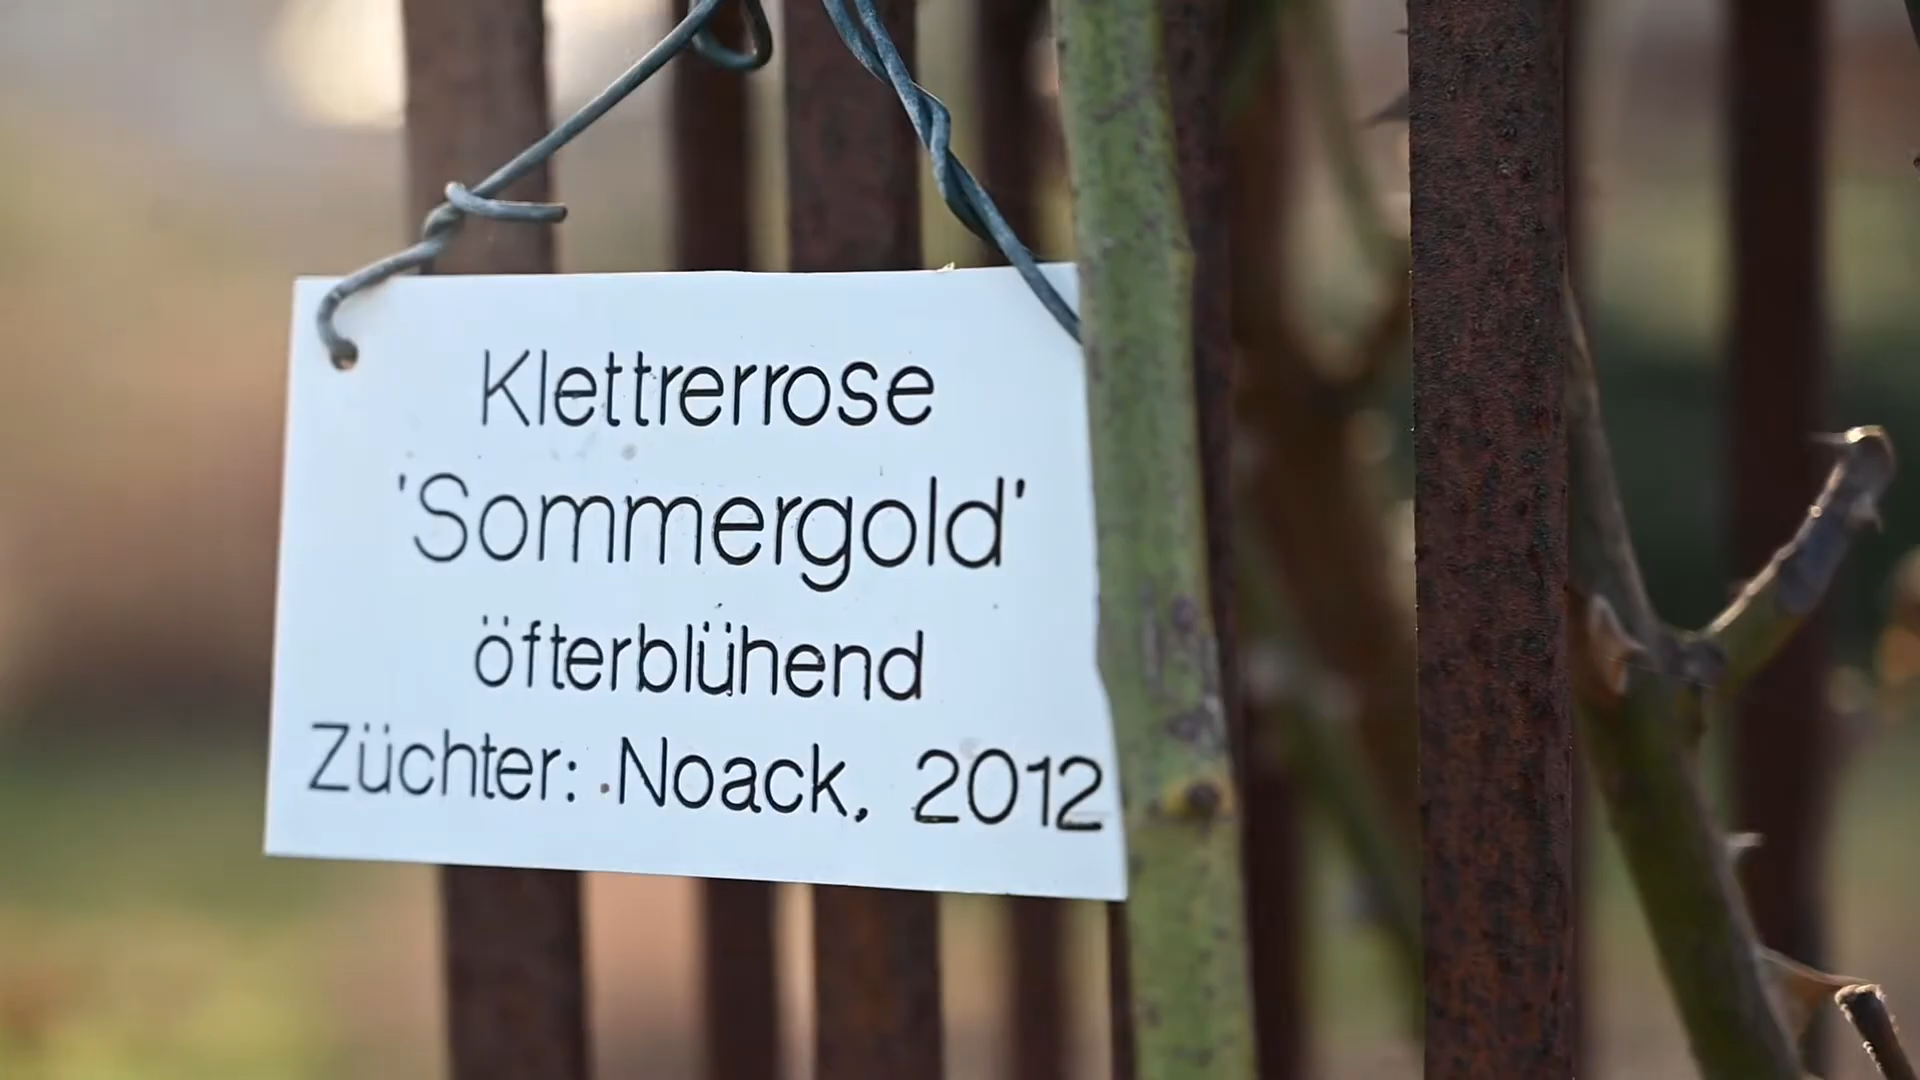 Klettrerrose
'Sommergold'
öfterblühend
Züchter: Noack, 2012